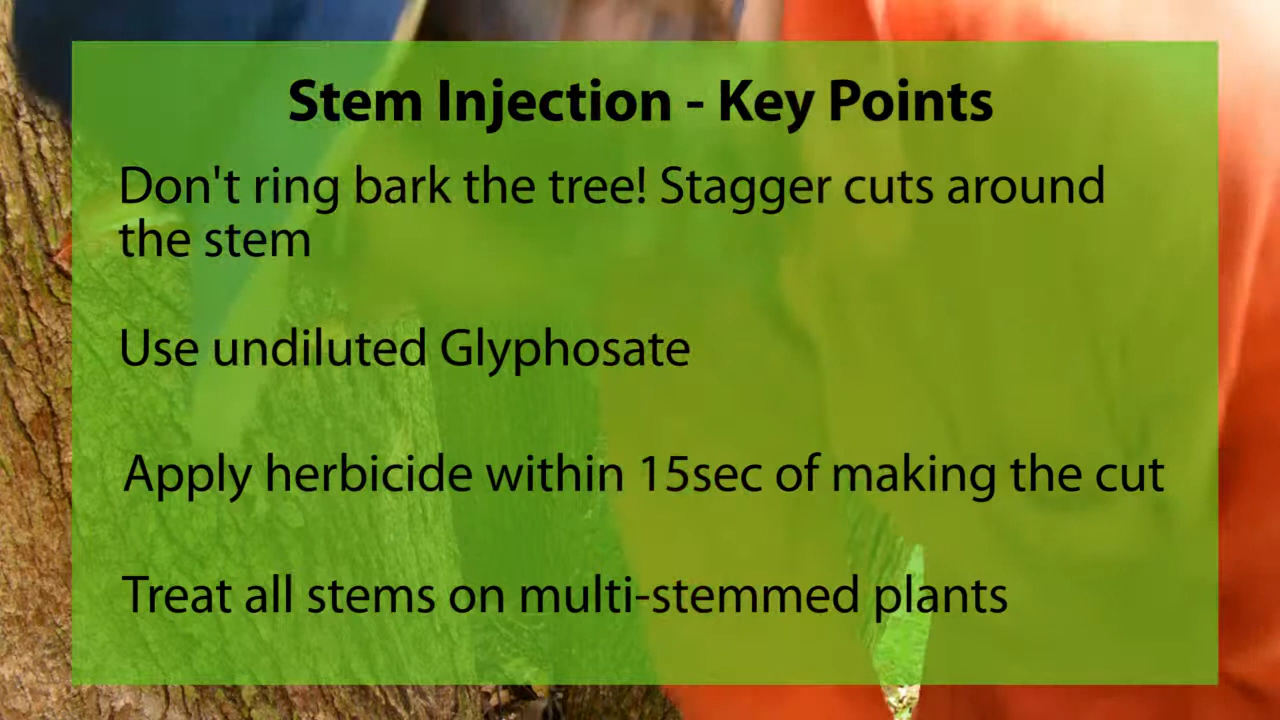 Stem Injection - Key Points
Don't ring bark the tree! Stagger cuts around
the stem
Use undiluted Glyphosate
Apply herbicide within 15sec of making the cut
Treat all stems on multi-stemmed plants